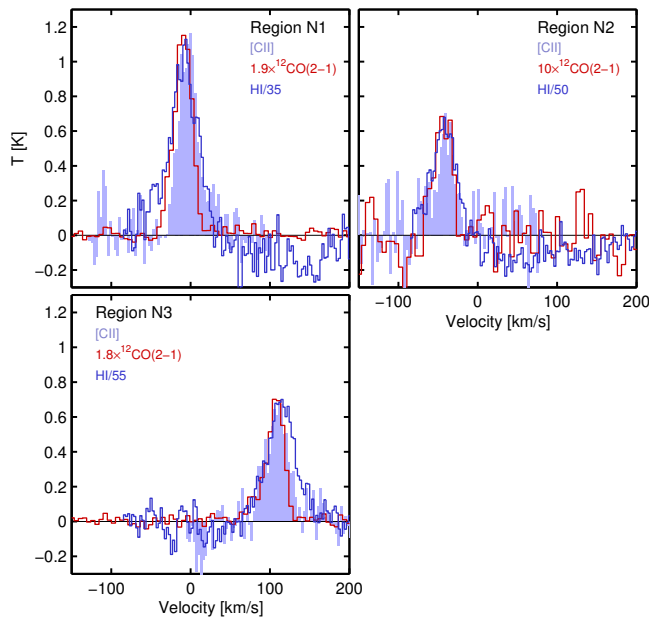 Region N1
[CII]
1.9×¹²CO(2−1)
HI/35
Region N2
[CII]
10×¹²CO(2−1)
HI/50
T [K]
1.2
1
0.8
0.6
0.4
0.2
0
−0.2
−100 0 100 200
Velocity [km/s]
Region N3
[CII]
1.8×¹²CO(2−1)
HI/55
1.2
1
0.8
0.6
0.4
0.2
0
−0.2
−100 0 100 200
Velocity [km/s]